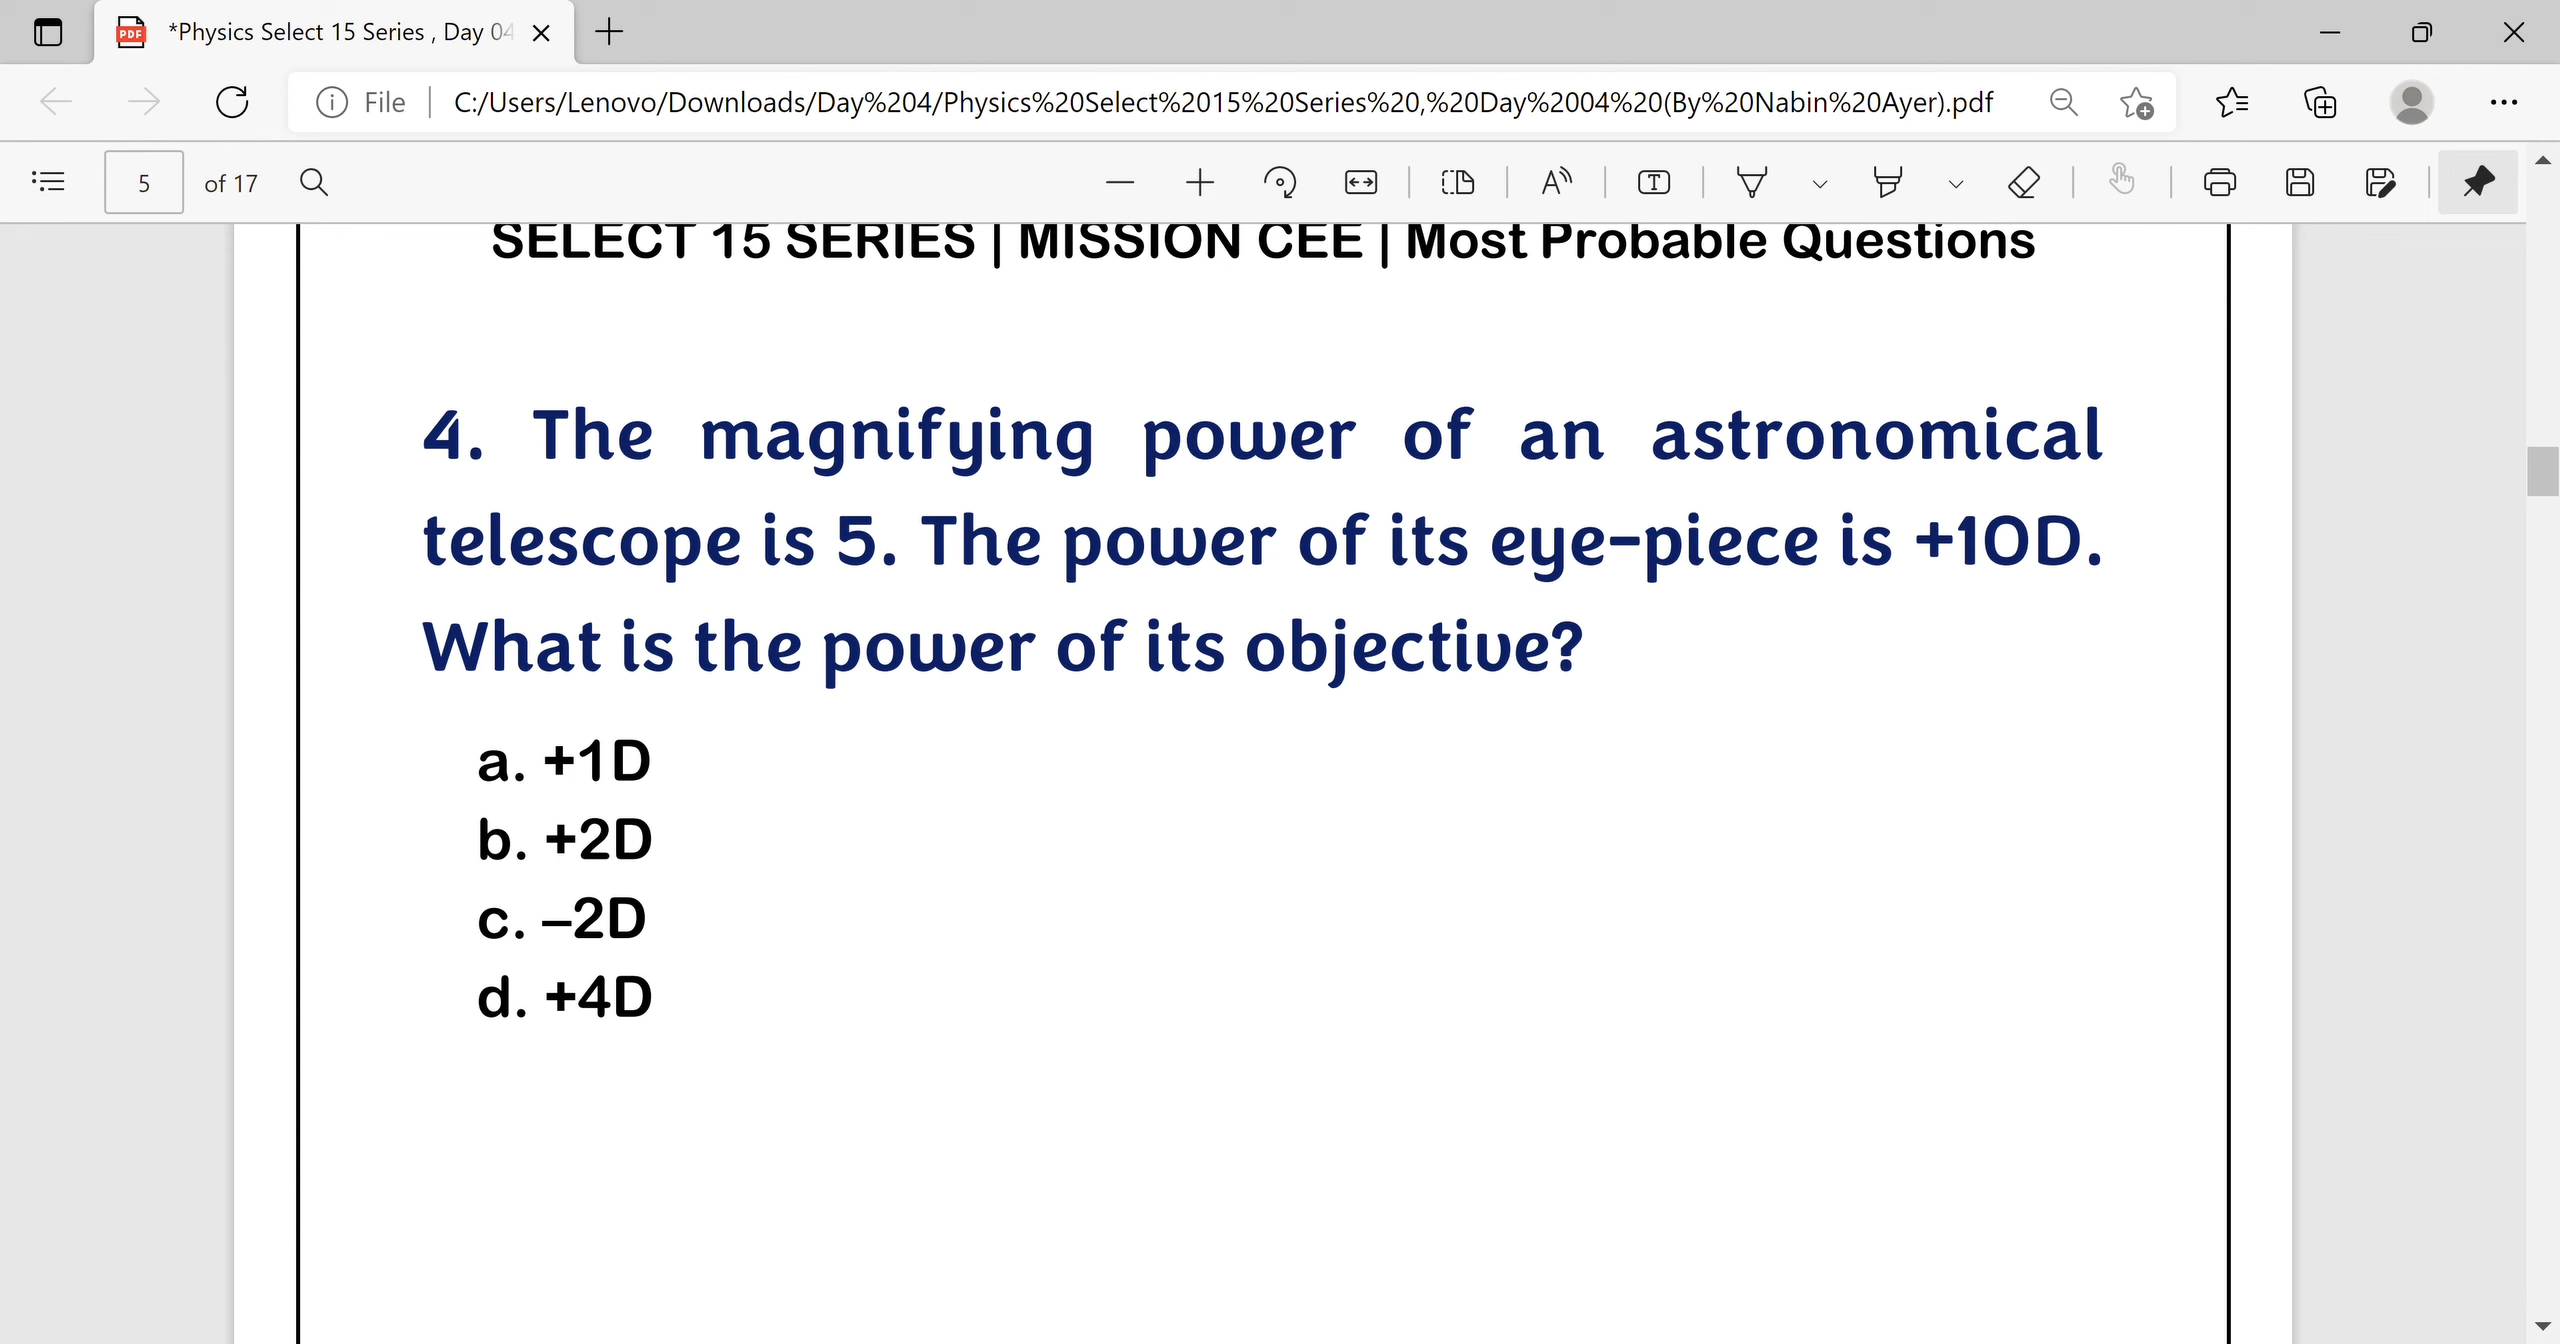 *Physics Select 15 Series , Day 04
File
C:/Users/Lenovo/Downloads/Day%204/Physics%20Select%2015%20Series%20,%20Day%2004%20(By%20Nabin%20Ayer).pdf
5 of 17
SELECT 15 SERIES | MISSION CEE | Most Probable Questions
4. The magnifying power of an astronomical
telescope is 5. The power of its eye-piece is +10D.
What is the power of its objective?
a. +1D
b. +2D
c. –2D
d. +4D